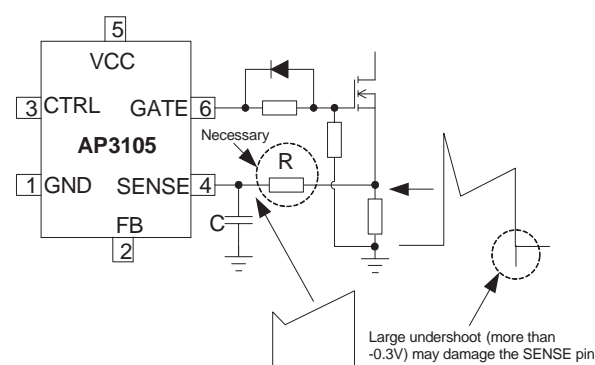 5
VCC
3 CTRL GATE 6
AP3105
Necessary
R
1 GND SENSE 4
C
FB
2
Large undershoot (more than
-0.3V) may damage the SENSE pin